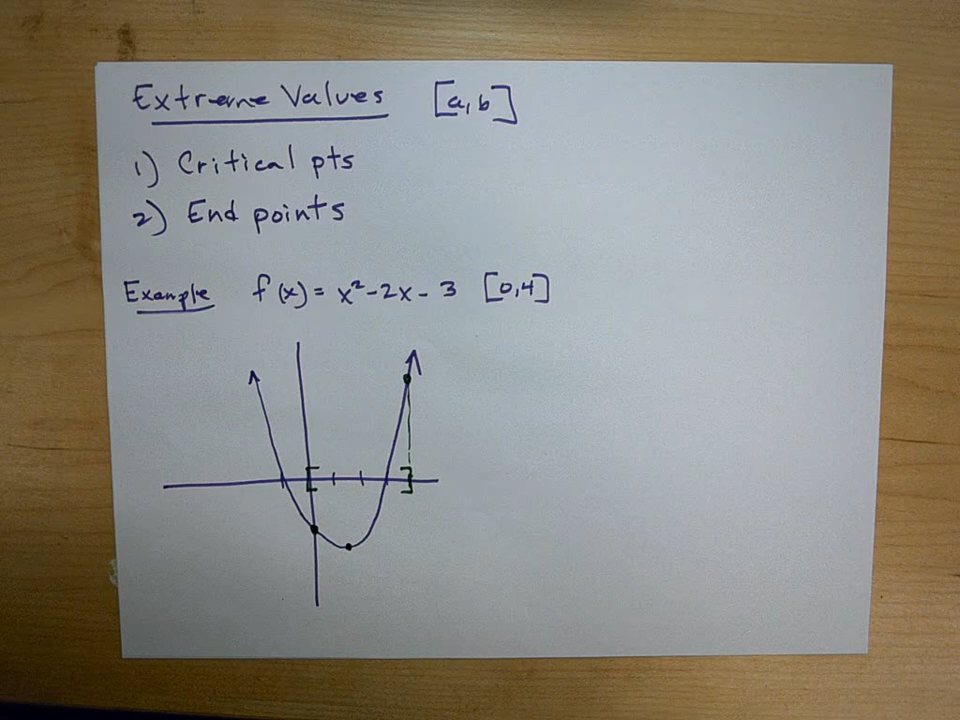 Extreme Values [a,b]
1) Critical pts
2) End points
Example f(x) = x²-2x-3 [0,4]